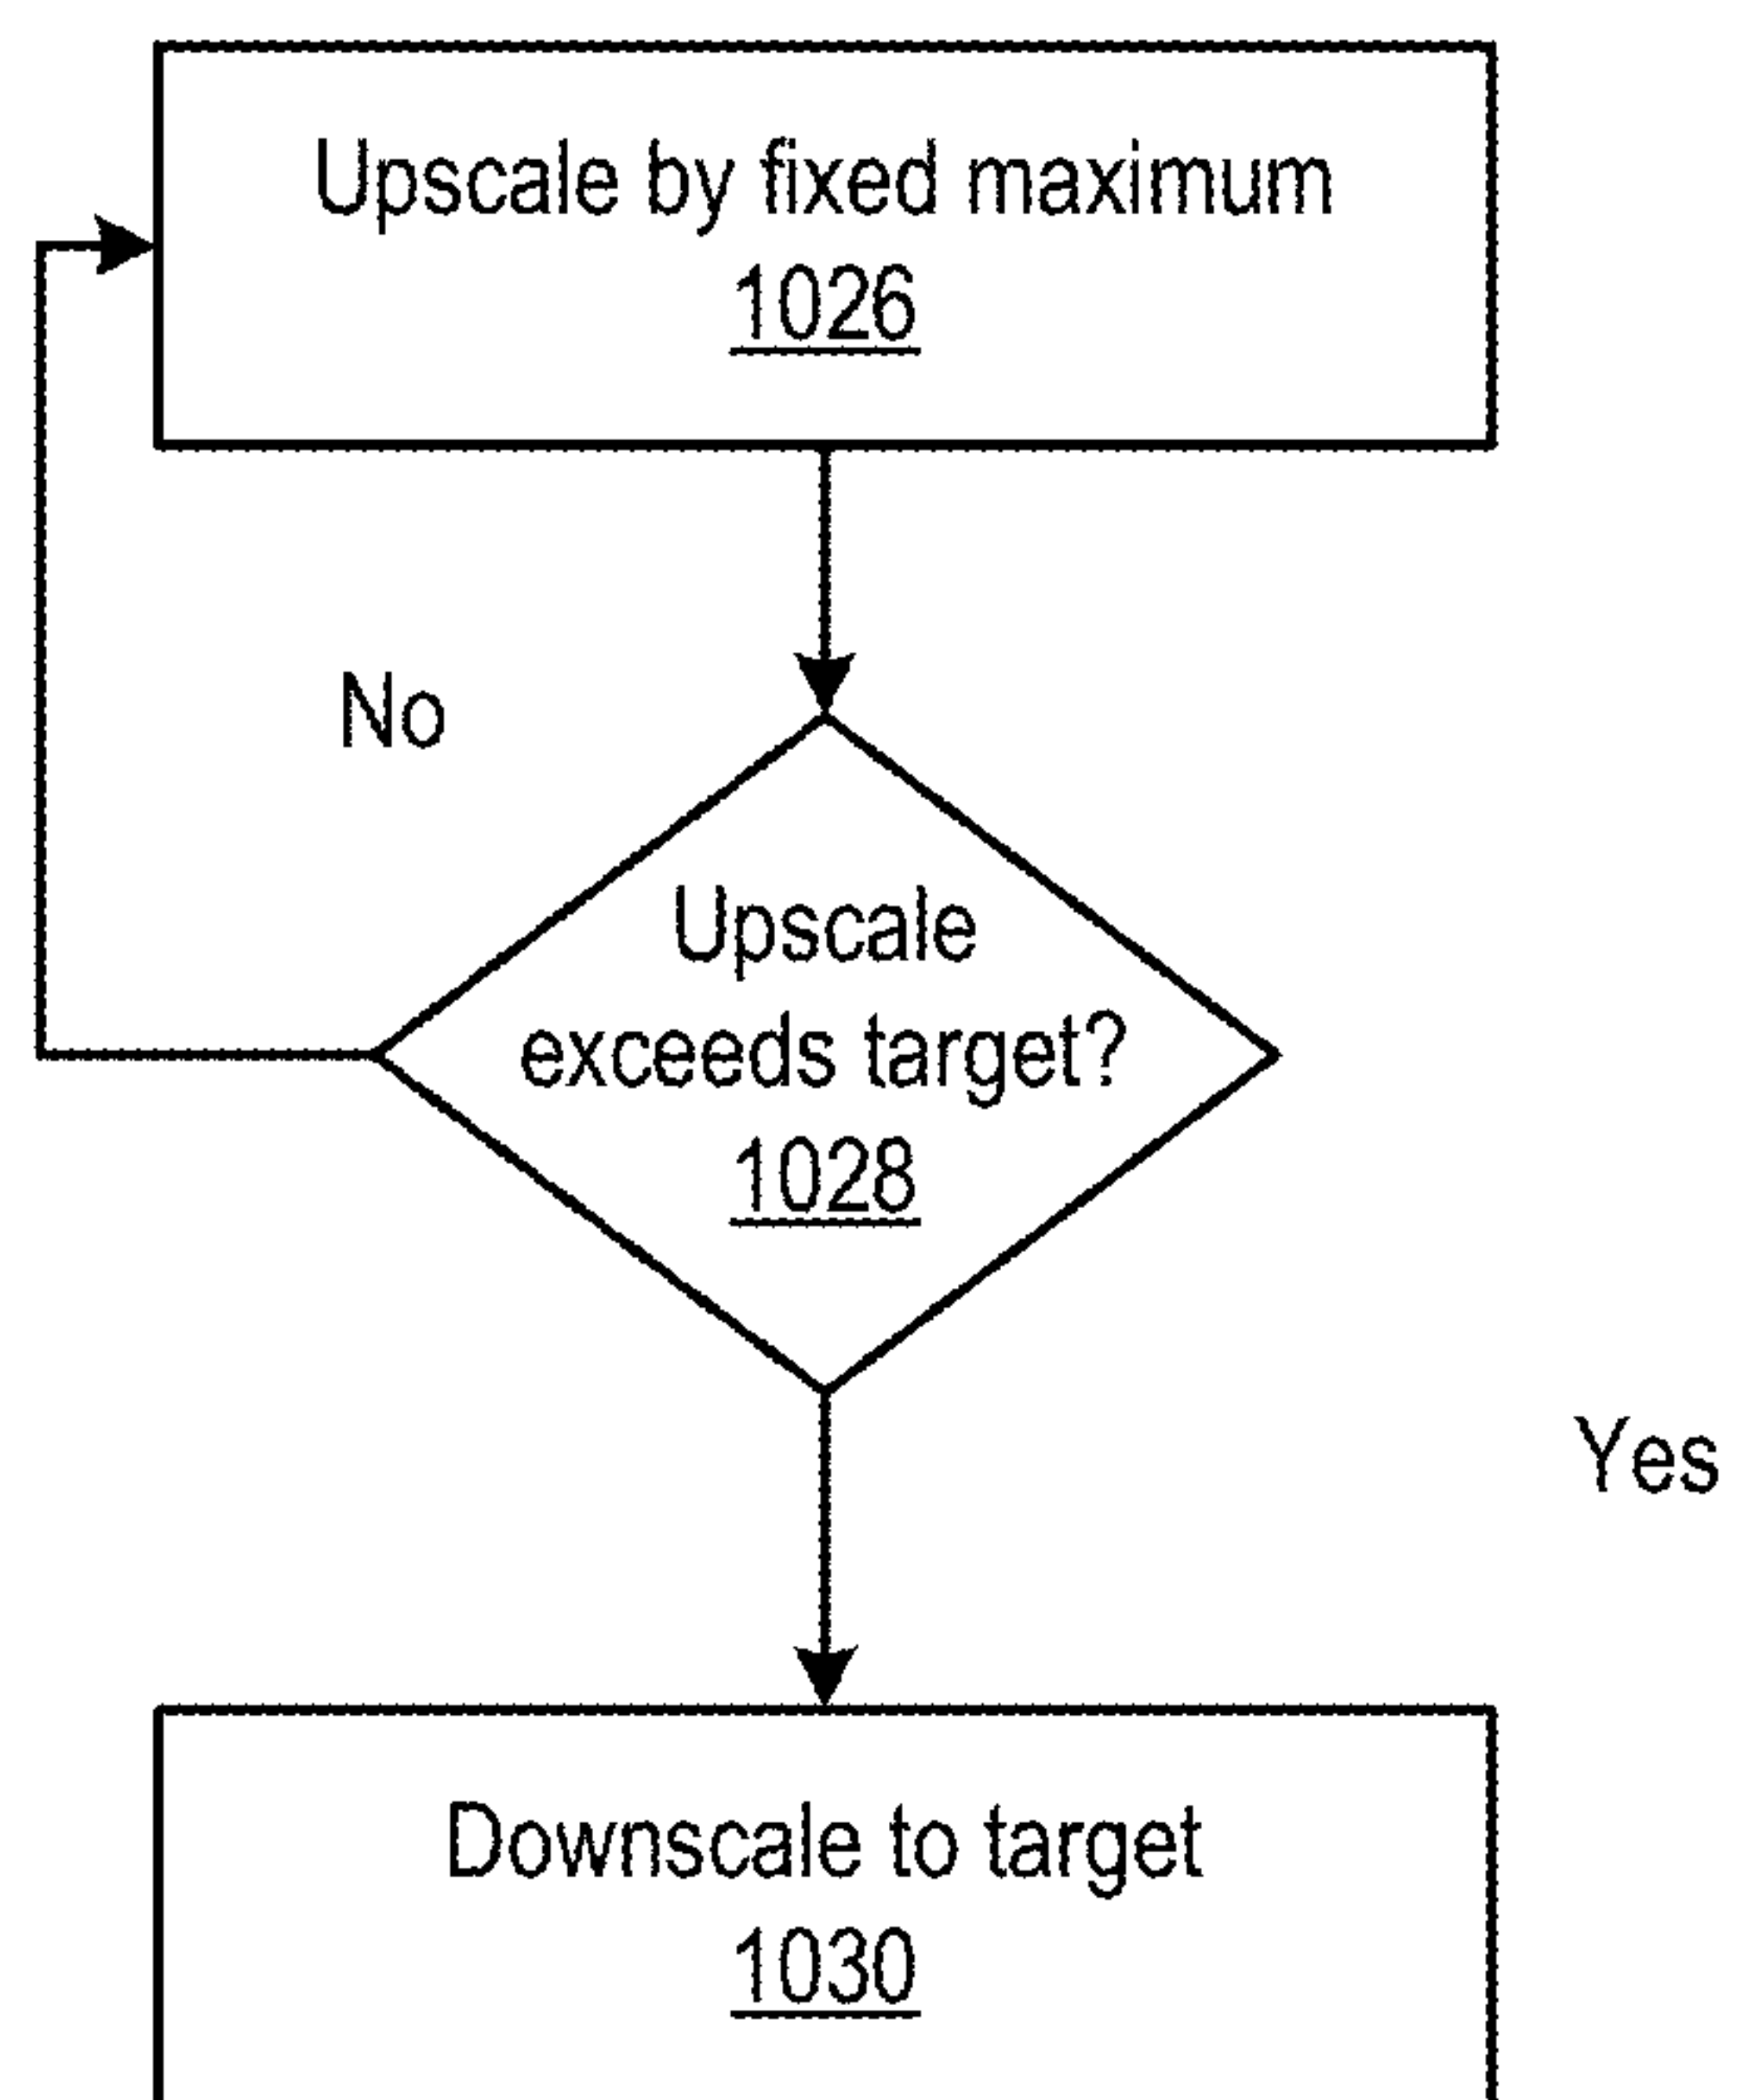 Upscale by fixed maximum
1026
No
Upscale
exceeds target?
1028
Yes
Downscale to target
1030